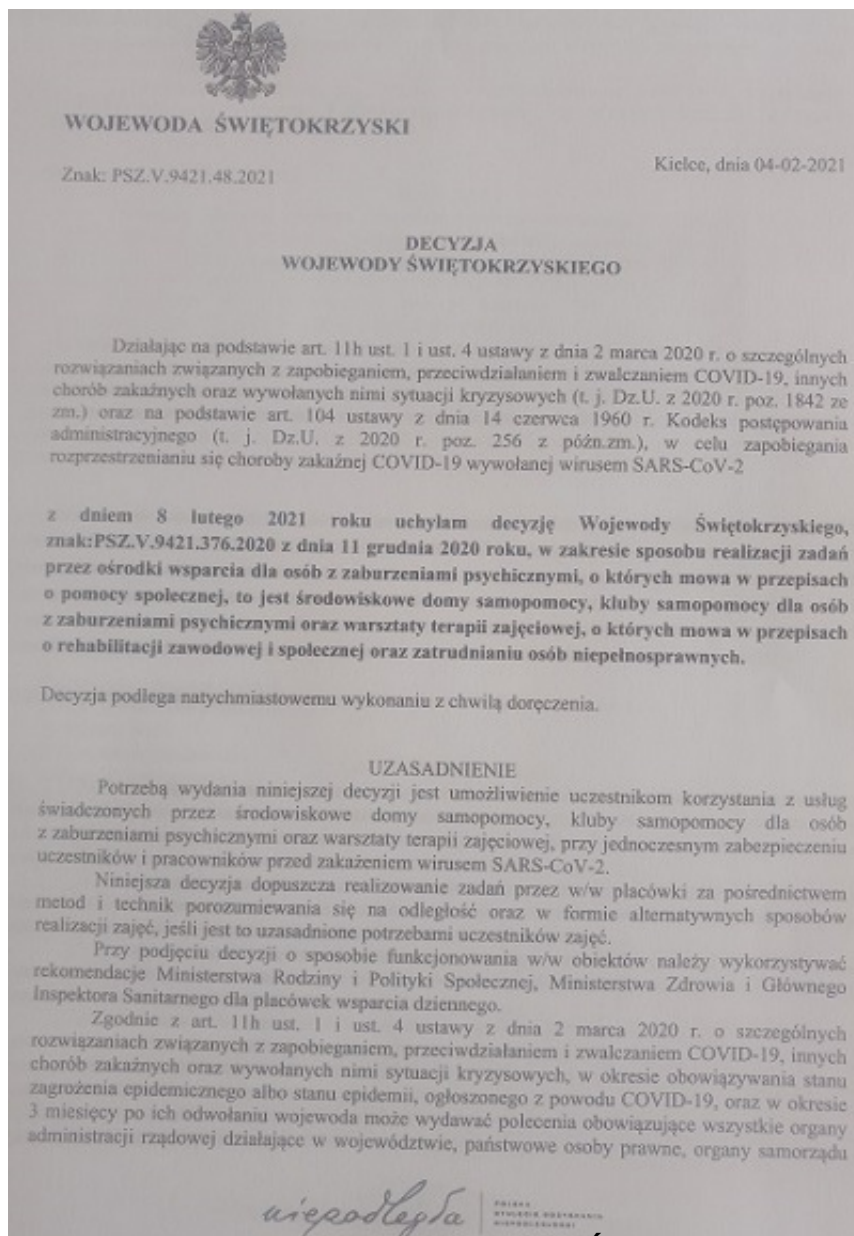 WOJEWODA ŚWIĘTOKRZYSKI
Znak: PSZ.V.9421.48.2021
Kielce, dnia 04-02-2021
DECYZJA
WOJEWODY ŚWIĘTOKRZYSKIEGO
Działając na podstawie art. 11h ust. 1 i ust. 4 ustawy z dnia 2 marca 2020 r. o szczególnych
rozwiązaniach związanych z zapobieganiem, przeciwdziałaniem i zwalczaniem COVID-19, innych
chorób zakaźnych oraz wywołanych nimi sytuacji kryzysowych (t. j. Dz.U. z 2020 r. poz. 1842 ze
zm.) oraz na podstawie art. 104 ustawy z dnia 14 czerwca 1960 r. Kodeks postępowania
administracyjnego (t. j. Dz.U. z 2020 r. poz. 256 z późn.zm.), w celu zapobiegania
rozprzestrzenianiu się choroby zakaźnej COVID-19 wywołanej wirusem SARS-CoV-2
z dniem 8 lutego 2021 roku uchylam decyzję Wojewody Świętokrzyskiego,
znak:PSZ.V.9421.376.2020 z dnia 11 grudnia 2020 roku, w zakresie sposobu realizacji zadań
przez ośrodki wsparcia dla osób z zaburzeniami psychicznymi, o których mowa w przepisach
o pomocy społecznej, to jest środowiskowe domy samopomocy, kluby samopomocy dla osób
z zaburzeniami psychicznymi oraz warsztaty terapii zajęciowej, o których mowa w przepisach
o rehabilitacji zawodowej i społecznej oraz zatrudnianiu osób niepełnosprawnych.
Decyzja podlega natychmiastowemu wykonaniu z chwilą doręczenia.
UZASADNIENIE
Potrzebą wydania niniejszej decyzji jest umożliwienie uczestnikom korzystania z usług
świadczonych przez środowiskowe domy samopomocy, kluby samopomocy dla osób
z zaburzeniami psychicznymi oraz warsztaty terapii zajęciowej, przy jednoczesnym zabezpieczeniu
uczestników i pracowników przed zakażeniem wirusem SARS-CoV-2.
Niniejsza decyzja dopuszcza realizowanie zadań przez w/w placówki za pośrednictwem
metod i technik porozumiewania się na odległość oraz w formie alternatywnych sposobów
realizacji zajęć, jeśli jest to uzasadnione potrzebami uczestników zajęć.
Przy podjęciu decyzji o sposobie funkcjonowania w/w obiektów należy wykorzystywać
rekomendacje Ministerstwa Rodziny i Polityki Społecznej, Ministerstwa Zdrowia i Głównego
Inspektora Sanitarnego dla placówek wsparcia dziennego.
Zgodnie z art. 11h ust. 1 i ust. 4 ustawy z dnia 2 marca 2020 r. o szczególnych
rozwiązaniach związanych z zapobieganiem, przeciwdziałaniem i zwalczaniem COVID-19, innych
chorób zakaźnych oraz wywołanych nimi sytuacji kryzysowych, w okresie obowiązywania stanu
zagrożenia epidemicznego albo stanu epidemii, ogłoszonego z powodu COVID-19, oraz w okresie
3 miesięcy po ich odwołaniu wojewoda może wydawać polecenia obowiązujące wszystkie organy
administracji rządowej działające w województwie, państwowe osoby prawne, organy samorządu
niepodległa
POLSKA
STULECIE ODZYSKANIA
NIEPODLEGŁOŚCI